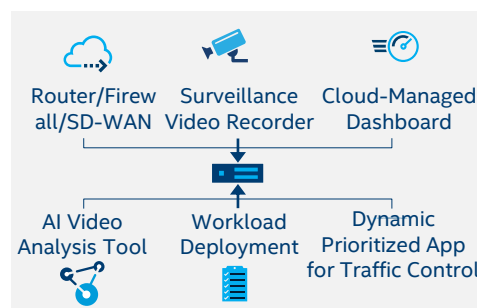 Router/Firew
all/SD-WAN
Surveillance
Video Recorder
Cloud-Managed
Dashboard
AI Video
Analysis Tool
Workload
Deployment
Dynamic
Prioritized App
for Traffic Control